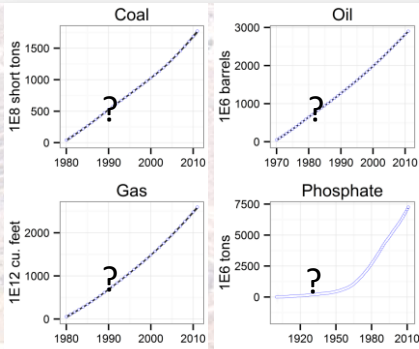 Coal
1E8 short tons
1500
1000
500
0
?
1980 1990 2000 2010
Oil
1E6 barrels
3000
2000
1000
0
?
1970 1980 1990 2000 2010
Gas
1E12 cu. feet
2000
1000
0
?
1980 1990 2000 2010
Phosphate
1E6 tons
7500
5000
2500
0
?
1920 1950 1980 2010